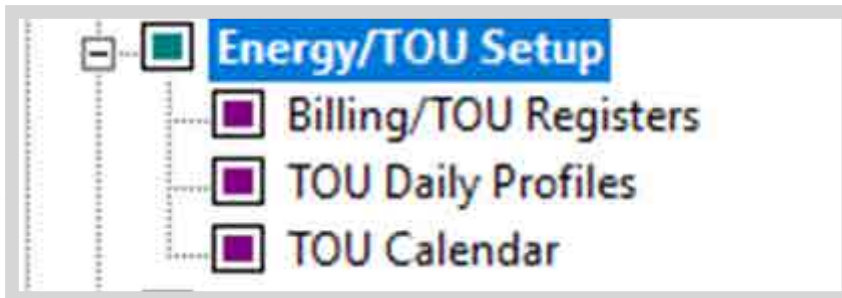 Energy/TOU Setup
Billing/TOU Registers
TOU Daily Profiles
TOU Calendar